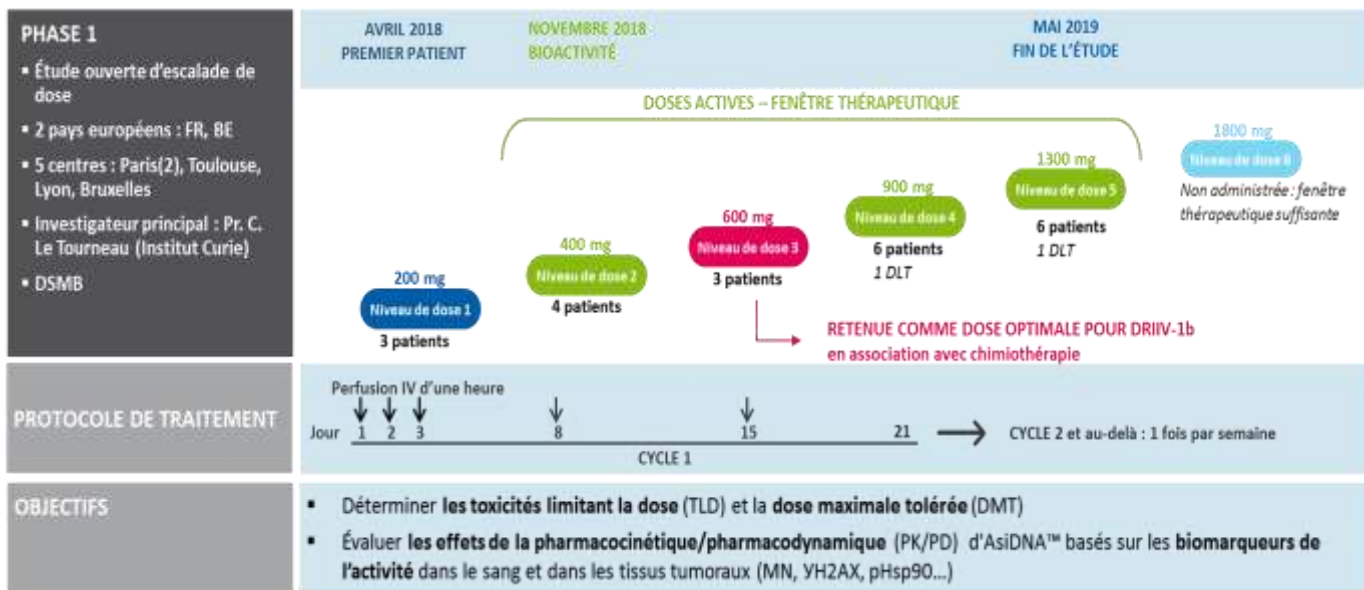 PHASE 1
▪ Étude ouverte d'escalade de
dose
▪ 2 pays européens : FR, BE
▪ 5 centres : Paris(2), Toulouse,
Lyon, Bruxelles
▪ Investigateur principal : Pr. C.
Le Tourneau (Institut Curie)
▪ DSMB
AVRIL 2018
PREMIER PATIENT
NOVEMBRE 2018
BIOACTIVITÉ
MAI 2019
FIN DE L'ÉTUDE
DOSES ACTIVES – FENÊTRE THÉRAPEUTIQUE
200 mg
Niveau de dose 1
3 patients
400 mg
Niveau de dose 2
4 patients
600 mg
Niveau de dose 3
3 patients
900 mg
Niveau de dose 4
6 patients
1 DLT
1300 mg
Niveau de dose 5
6 patients
1 DLT
1800 mg
Niveau de dose 6
Non administrée : fenêtre
thérapeutique suffisante
RETENUE COMME DOSE OPTIMALE POUR DRIIV-1b
en association avec chimiothérapie
PROTOCOLE DE TRAITEMENT
Perfusion IV d'une heure
Jour 1 2 3 8 15 21
CYCLE 1
CYCLE 2 et au-delà : 1 fois par semaine
OBJECTIFS
▪ Déterminer les toxicités limitant la dose (TLD) et la dose maximale tolérée (DMT)
▪ Évaluer les effets de la pharmacocinétique/pharmacodynamique (PK/PD) d'AsiDNA™ basés sur les biomarqueurs de
l'activité dans le sang et dans les tissus tumoraux (MN, ƳH2AX, pHsp90...)